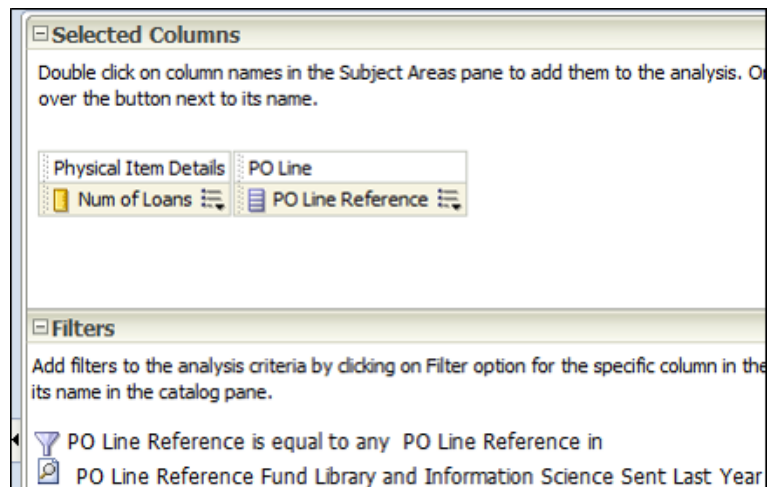 Selected Columns
Double click on column names in the Subject Areas pane to add them to the analysis.
over the button next to its name.
Physical Item Details PO Line
Num of Loans PO Line Reference
Filters
Add filters to the analysis criteria by clicking on Filter option for the specific column in the
its name in the catalog pane.
PO Line Reference is equal to any PO Line Reference in
PO Line Reference Fund Library and Information Science Sent Last Year